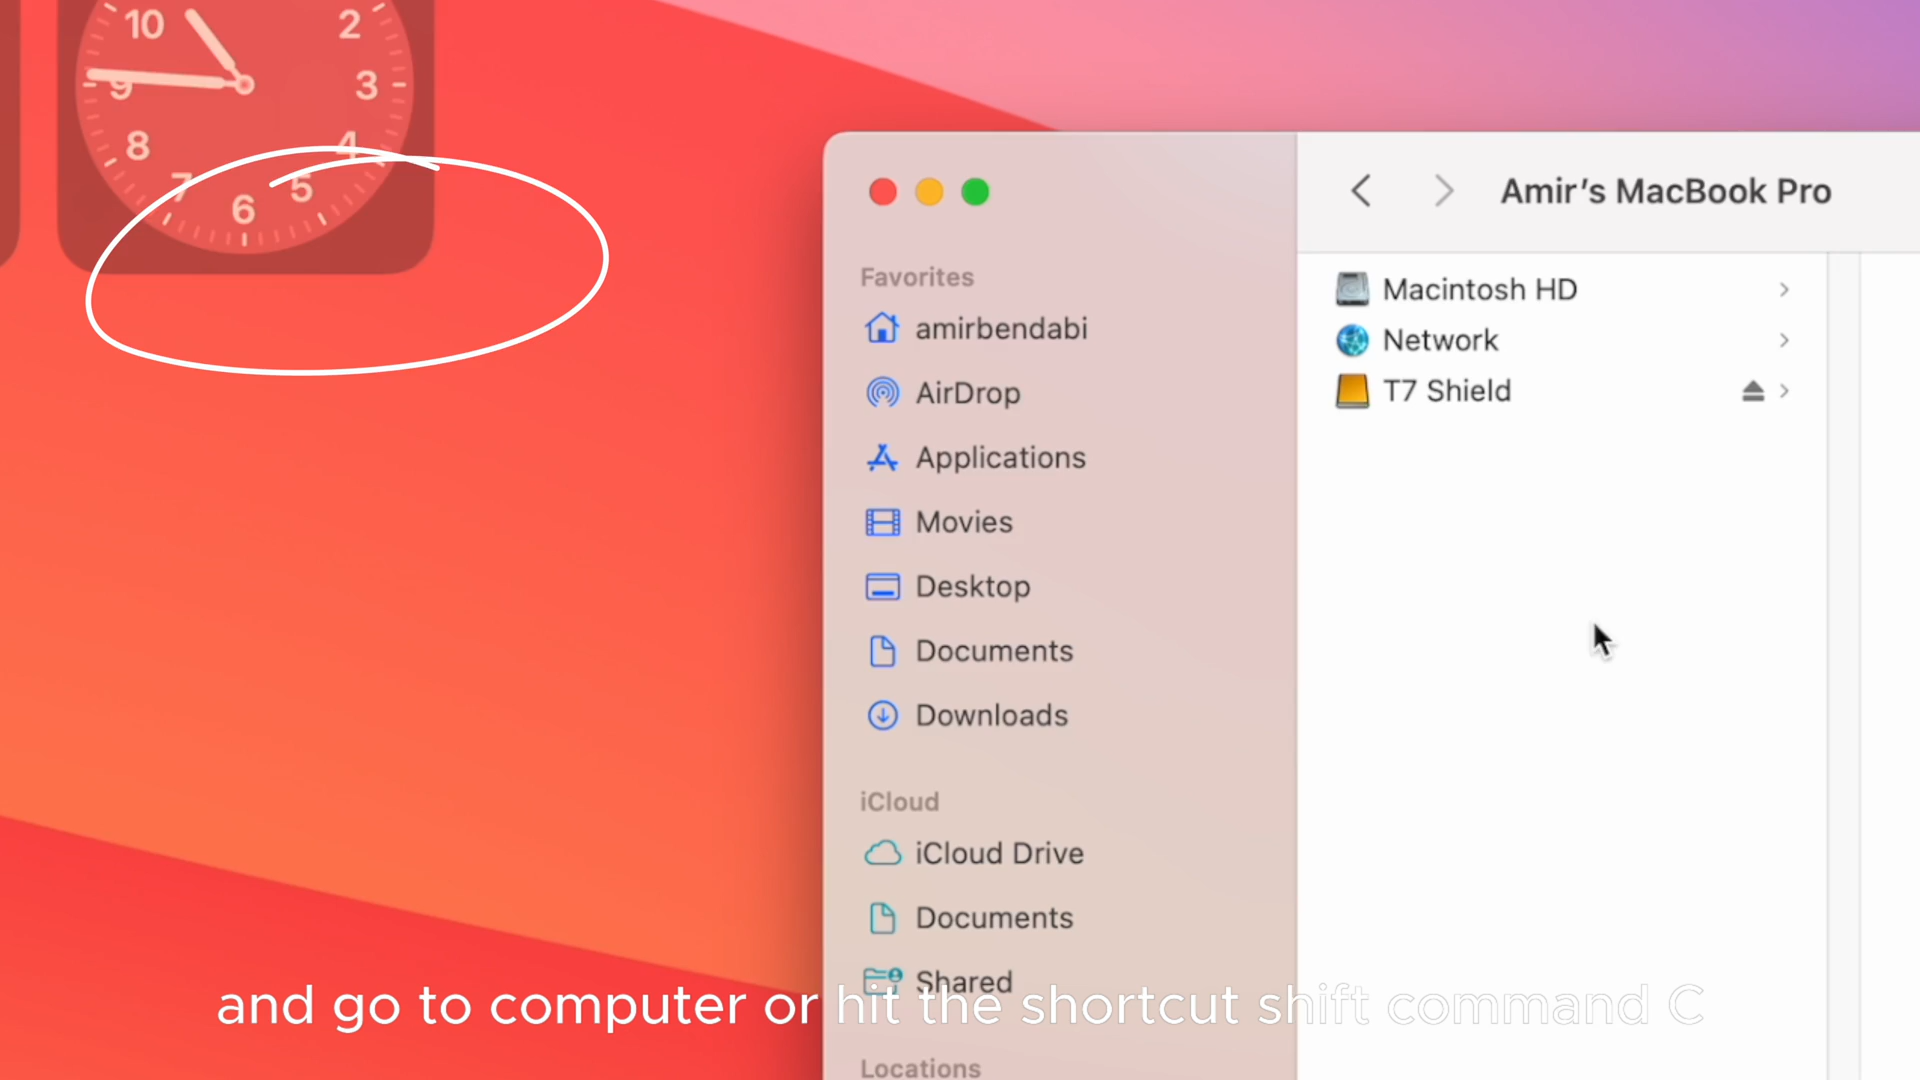 10
2
9
3
8
4
7
5
6
Amir's MacBook Pro
Favorites
amirbendabi
AirDrop
Applications
Movies
Desktop
Documents
Downloads
iCloud
iCloud Drive
Documents
Shared
Locations
Macintosh HD
Network
T7 Shield
and go to computer or hit the shortcut shift command C